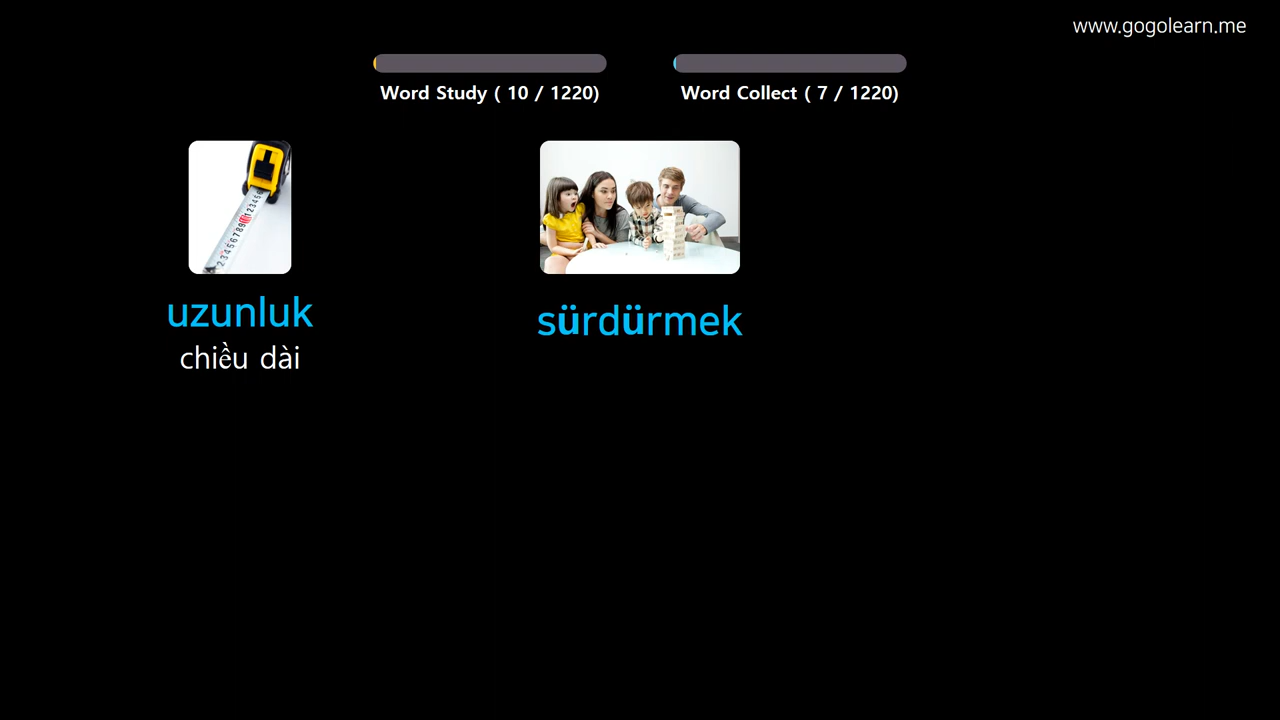 www.gogolearn.me
Word Study ( 10 / 1220)
Word Collect ( 7 / 1220)
uzunluk
chiều dài
sürdürmek